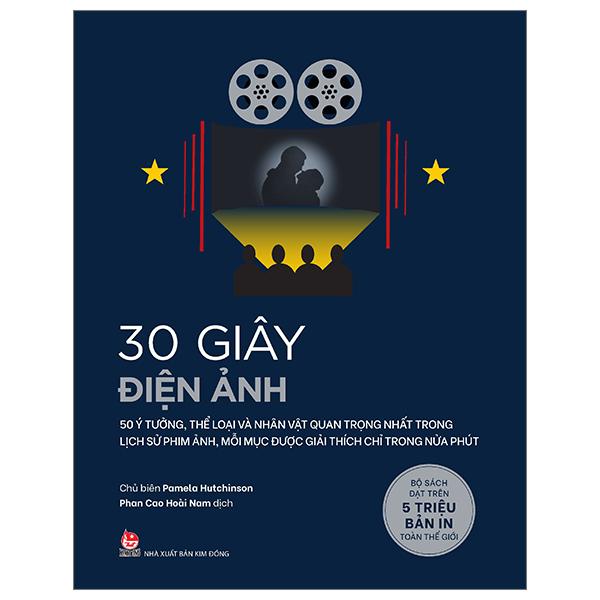 30 GIÂY
ĐIỆN ẢNH
50 Ý TƯỞNG, THỂ LOẠI VÀ NHÂN VẬT QUAN TRỌNG NHẤT TRONG
LỊCH SỬ PHIM ẢNH, MỖI MỤC ĐƯỢC GIẢI THÍCH CHỈ TRONG NỬA PHÚT
Chủ biên Pamela Hutchinson
Phan Cao Hoài Nam dịch
BỘ SÁCH
ĐẠT TRÊN
5 TRIỆU
BẢN IN
TOÀN THẾ GIỚI
NHÀ XUẤT BẢN KIM ĐỒNG